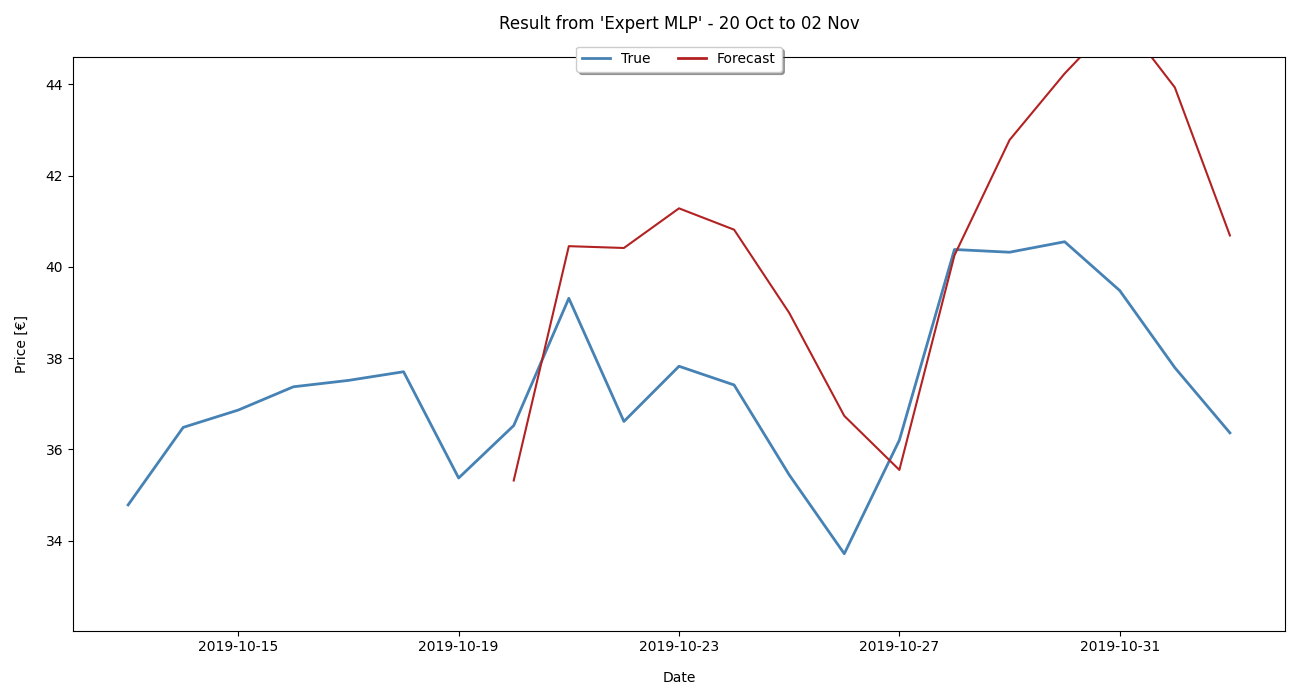 Result from 'Expert MLP' - 20 Oct to 02 Nov
True Forecast
44
42
40
38
36
34
Price [€]
2019-10-15 2019-10-19 2019-10-23 2019-10-27 2019-10-31
Date